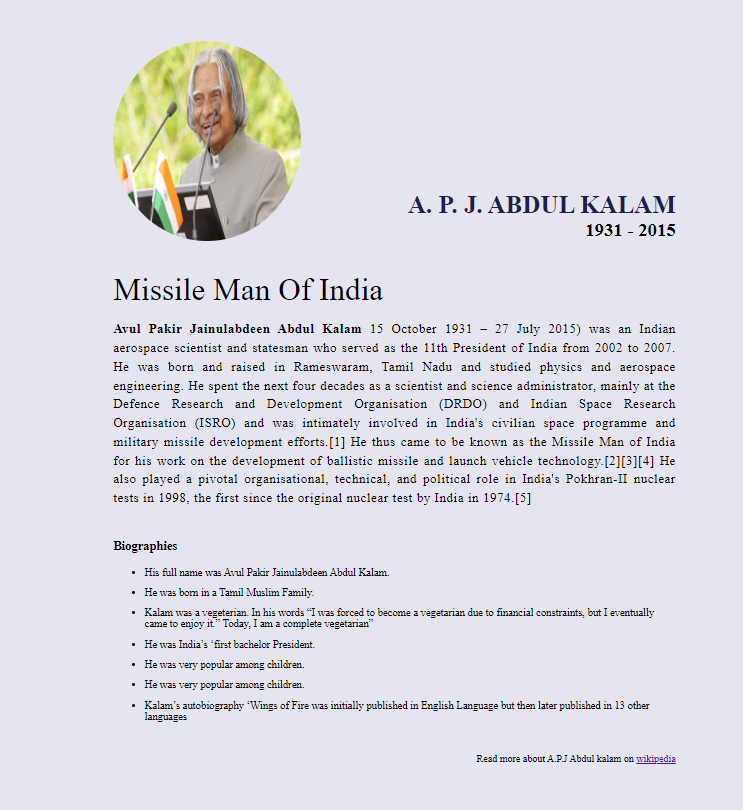 A. P. J. ABDUL KALAM
1931 - 2015
Missile Man Of India
Avul Pakir Jainulabdeen Abdul Kalam 15 October 1931 – 27 July 2015) was an Indian
aerospace scientist and statesman who served as the 11th President of India from 2002 to 2007.
He was born and raised in Rameswaram, Tamil Nadu and studied physics and aerospace
engineering. He spent the next four decades as a scientist and science administrator, mainly at the
Defence Research and Development Organisation (DRDO) and Indian Space Research
Organisation (ISRO) and was intimately involved in India's civilian space programme and
military missile development efforts.[1] He thus came to be known as the Missile Man of India
for his work on the development of ballistic missile and launch vehicle technology.[2][3][4] He
also played a pivotal organisational, technical, and political role in India's Pokhran-II nuclear
tests in 1998, the first since the original nuclear test by India in 1974.[5]
Biographies
• His full name was Avul Pakir Jainulabdeen Abdul Kalam.
• He was born in a Tamil Muslim Family.
• Kalam was a vegeterian. In his words “I was forced to become a vegetarian due to financial constraints, but I eventually
came to enjoy it.” Today, I am a complete vegetarian”
• He was India’s ‘first bachelor President.
• He was very popular among children.
• He was very popular among children.
• Kalam’s autobiography ‘Wings of Fire was initially published in English Language but then later published in 13 other
languages
Read more about A.P.J Abdul kalam on wikipedia